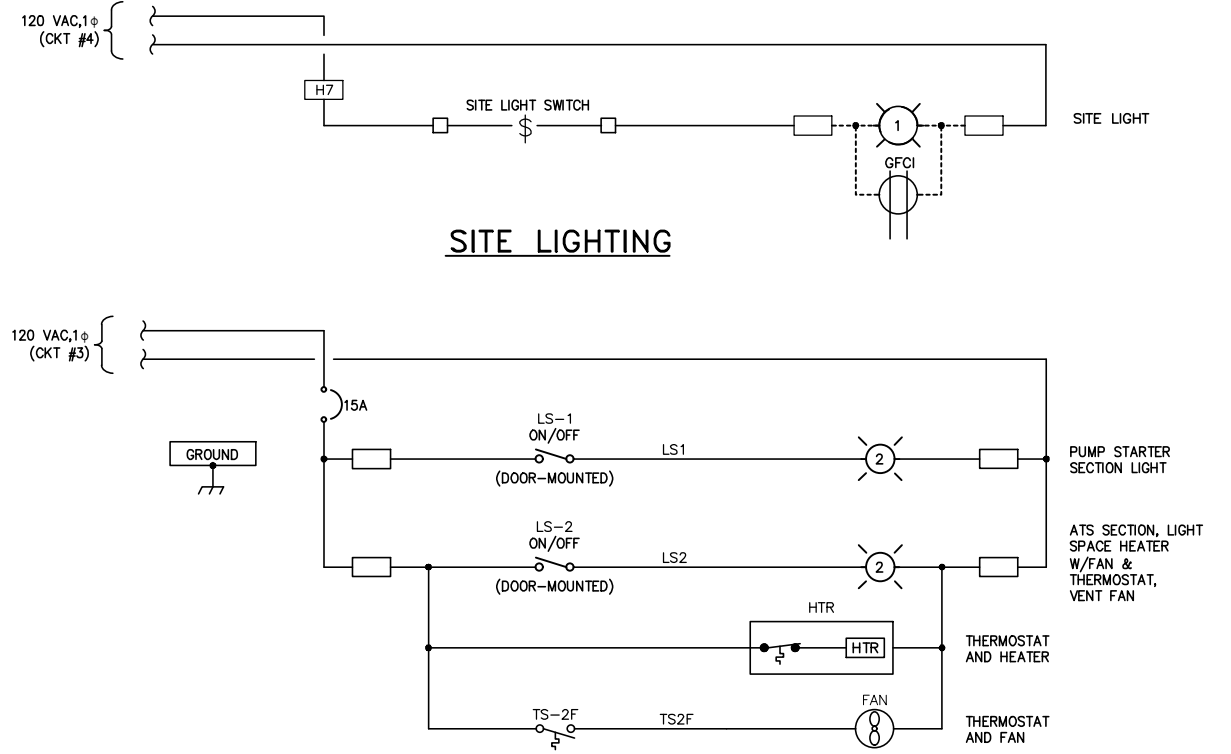 120 VAC,1ϕ
(CKT #4)
H7
SITE LIGHT SWITCH
$
1
SITE LIGHT
GFCI
SITE LIGHTING
120 VAC,1ϕ
(CKT #3)
15A
GROUND
LS-1
ON/OFF
(DOOR-MOUNTED)
LS1
2
PUMP STARTER
SECTION LIGHT
LS-2
ON/OFF
(DOOR-MOUNTED)
LS2
2
ATS SECTION, LIGHT
SPACE HEATER
W/FAN &
THERMOSTAT,
VENT FAN
HTR
HTR
THERMOSTAT
AND HEATER
TS-2F
TS2F
FAN
THERMOSTAT
AND FAN